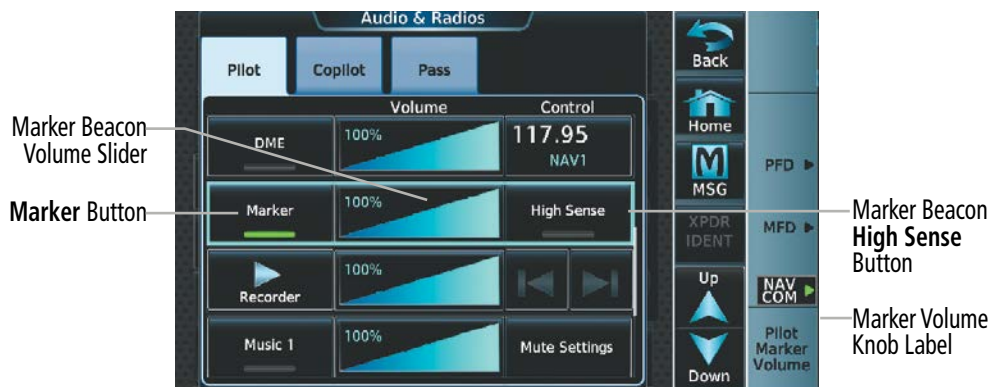 Audio & Radios
Pilot
Copilot
Pass
Volume
Control
DME
100%
117.95
NAV1
Marker
100%
High Sense
Recorder
100%
Music 1
100%
Mute Settings
Back
Home
MSG
XPDR
IDENT
Up
Down
PFD
MFD
NAV
COM
Pilot
Marker
Volume
Marker Beacon
Volume Slider
Marker Button
Marker Beacon
High Sense
Button
Marker Volume
Knob Label